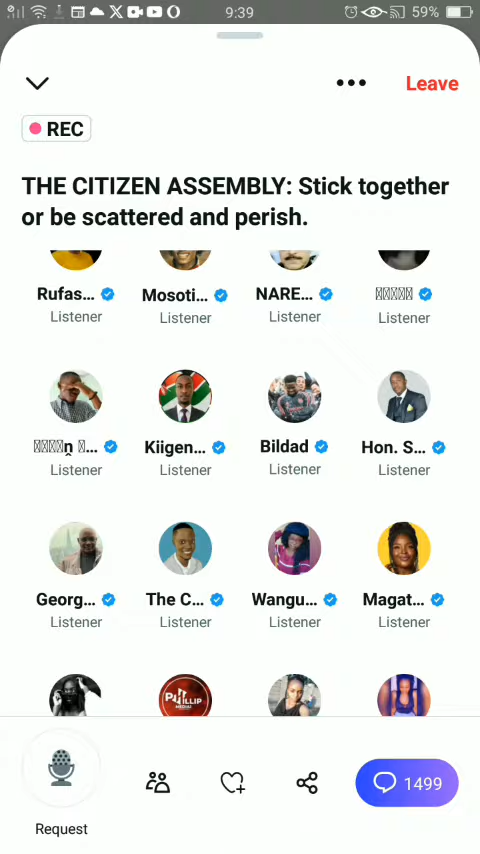 9:39
59%
Leave
REC
THE CITIZEN ASSEMBLY: Stick together
or be scattered and perish.
Rufas... Mosoti... NARE...
Listener Listener Listener Listener
Kiigen... Bildad Hon. S...
Listener Listener Listener Listener
Georg... The C... Wangu... Magat...
Listener Listener Listener Listener
PHILLIP
MEDIA
1499
Request